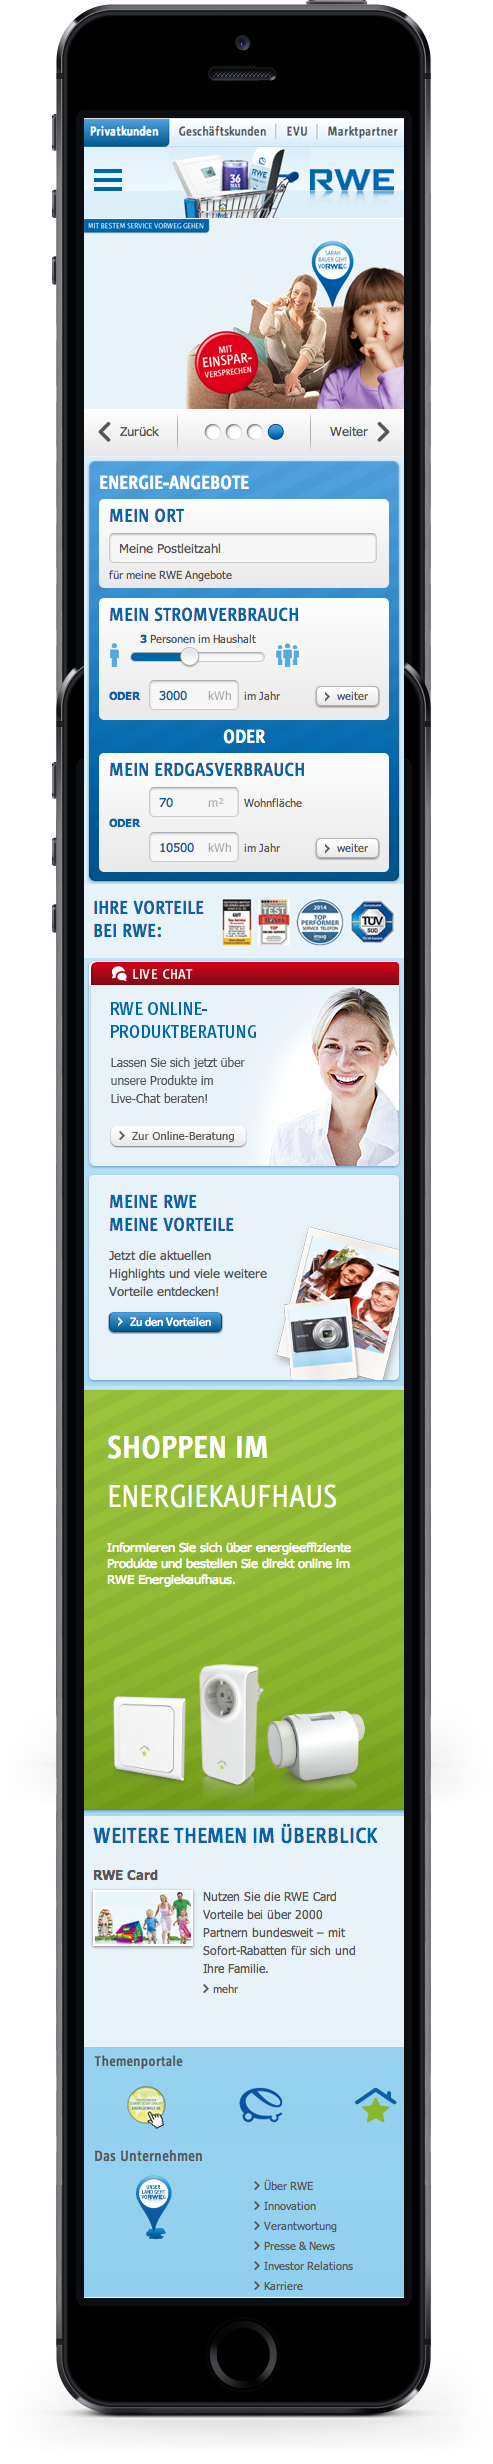 Privatkunden Geschäftskunden EVU Marktpartner
36
MAX
RWE
RWE
MIT BESTEM SERVICE VORWEG GEHEN
SARAH
BAUER GEHT
VORWEG
MIT
EINSPAR-
VERSPRECHEN
Zurück Weiter
ENERGIE-ANGEBOTE
MEIN ORT
Meine Postleitzahl
für meine RWE Angebote
MEIN STROMVERBRAUCH
3 Personen im Haushalt
ODER 3000 kWh im Jahr weiter
ODER
MEIN ERDGASVERBRAUCH
70 m² Wohnfläche
ODER
10500 kWh im Jahr weiter
IHRE VORTEILE
BEI RWE:
GUT
TEST
2014
TOP
PERFORMER
SERVICE TELEFON
TÜV
SÜD
LIVE CHAT
RWE ONLINE-
PRODUKTBERATUNG
Lassen Sie sich jetzt über
unsere Produkte im
Live-Chat beraten!
Zur Online-Beratung
MEINE RWE
MEINE VORTEILE
Jetzt die aktuellen
Highlights und viele weitere
Vorteile entdecken!
Zu den Vorteilen
SHOPPEN IM
ENERGIEKAUFHAUS
Informieren Sie sich über energieeffiziente
Produkte und bestellen Sie direkt online im
RWE Energiekaufhaus.
WEITERE THEMEN IM ÜBERBLICK
RWE Card
Nutzen Sie die RWE Card
Vorteile bei über 2000
Partnern bundesweit – mit
Sofort-Rabatten für sich und
Ihre Familie.
mehr
Themenportale
Das Unternehmen
UNSER
LAND GEHT
VORWEG
Über RWE
Innovation
Verantwortung
Presse & News
Investor Relations
Karriere